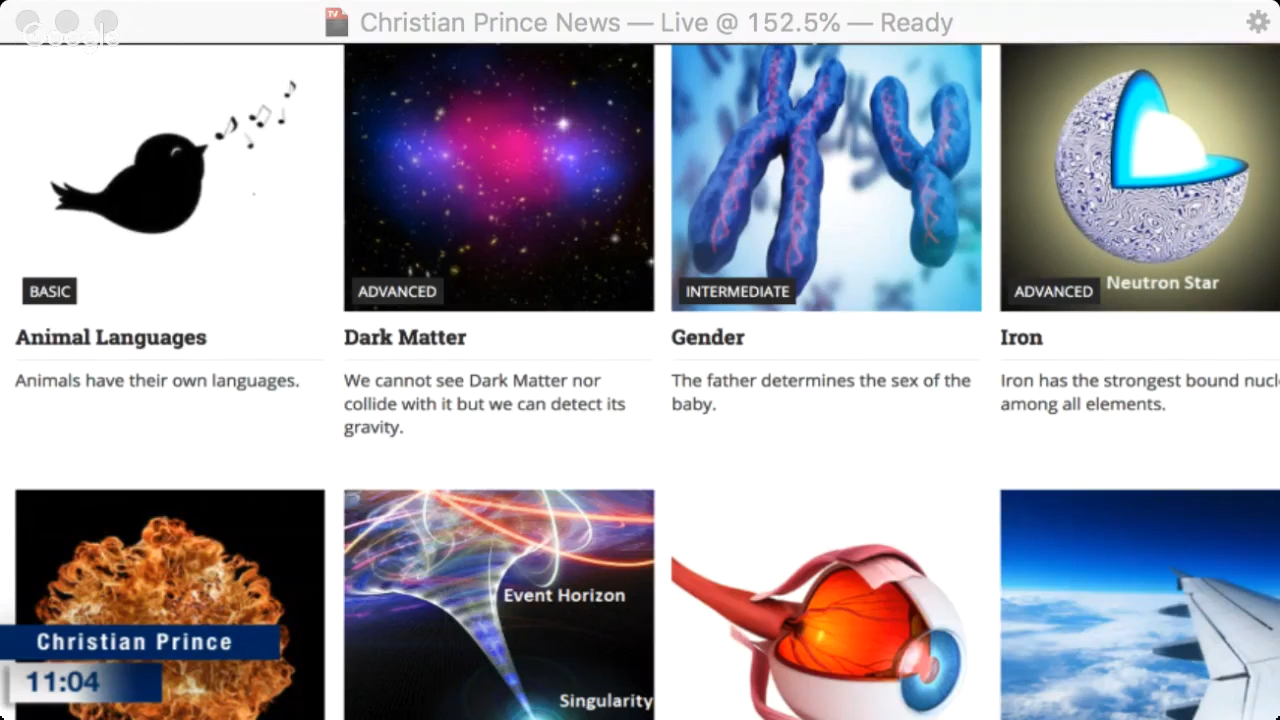 Google
TV
Christian Prince News — Live @ 152.5% — Ready
BASIC
ADVANCED
INTERMEDIATE
ADVANCED
Neutron Star
Animal Languages
Dark Matter
Gender
Iron
Animals have their own languages.
We cannot see Dark Matter nor
collide with it but we can detect its
gravity.
The father determines the sex of the
baby.
Iron has the strongest bound nucl
among all elements.
Event Horizon
Singularity
Christian Prince
11:04